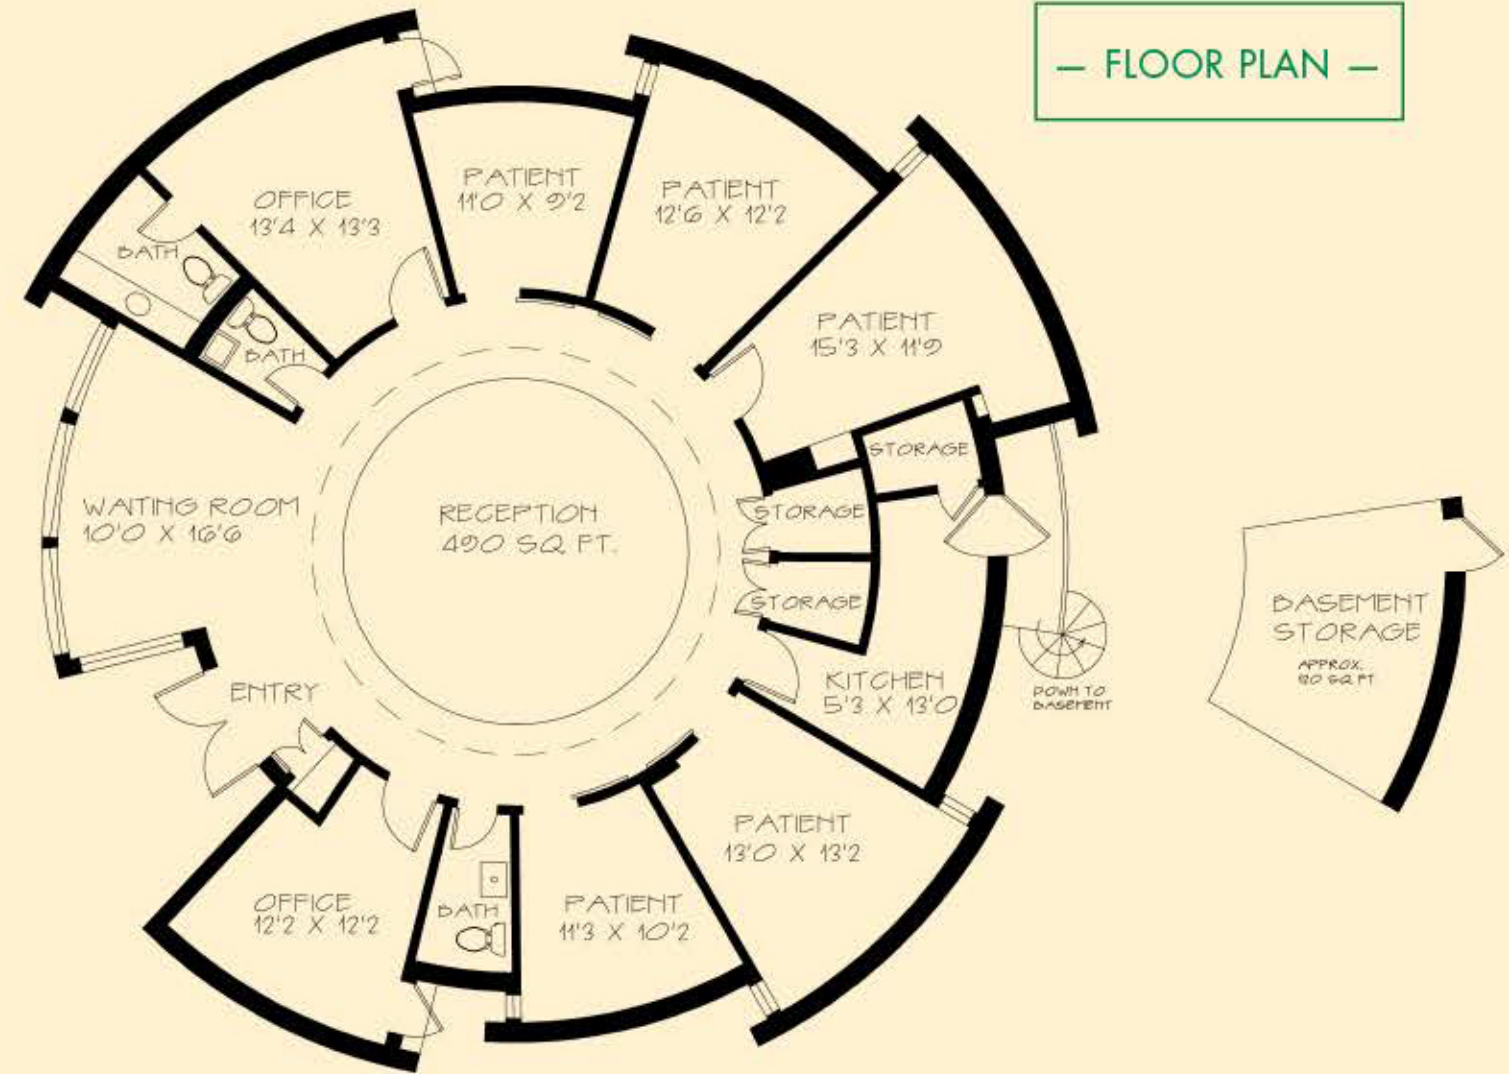 — FLOOR PLAN —
PATIENT
11'0 X 9'2
PATIENT
12'6 X 12'2
OFFICE
13'4 X 13'3
BATH
PATIENT
15'3 X 11'9
BATH
STORAGE
WAITING ROOM
10'0 X 16'6
RECEPTION
490 SQ FT.
STORAGE
STORAGE
BASEMENT
STORAGE
APPROX.
SQ FT
ENTRY
KITCHEN
5'3 X 13'0
DOWN TO
BASEMENT
PATIENT
13'0 X 13'2
OFFICE
12'2 X 12'2
BATH
PATIENT
11'3 X 10'2